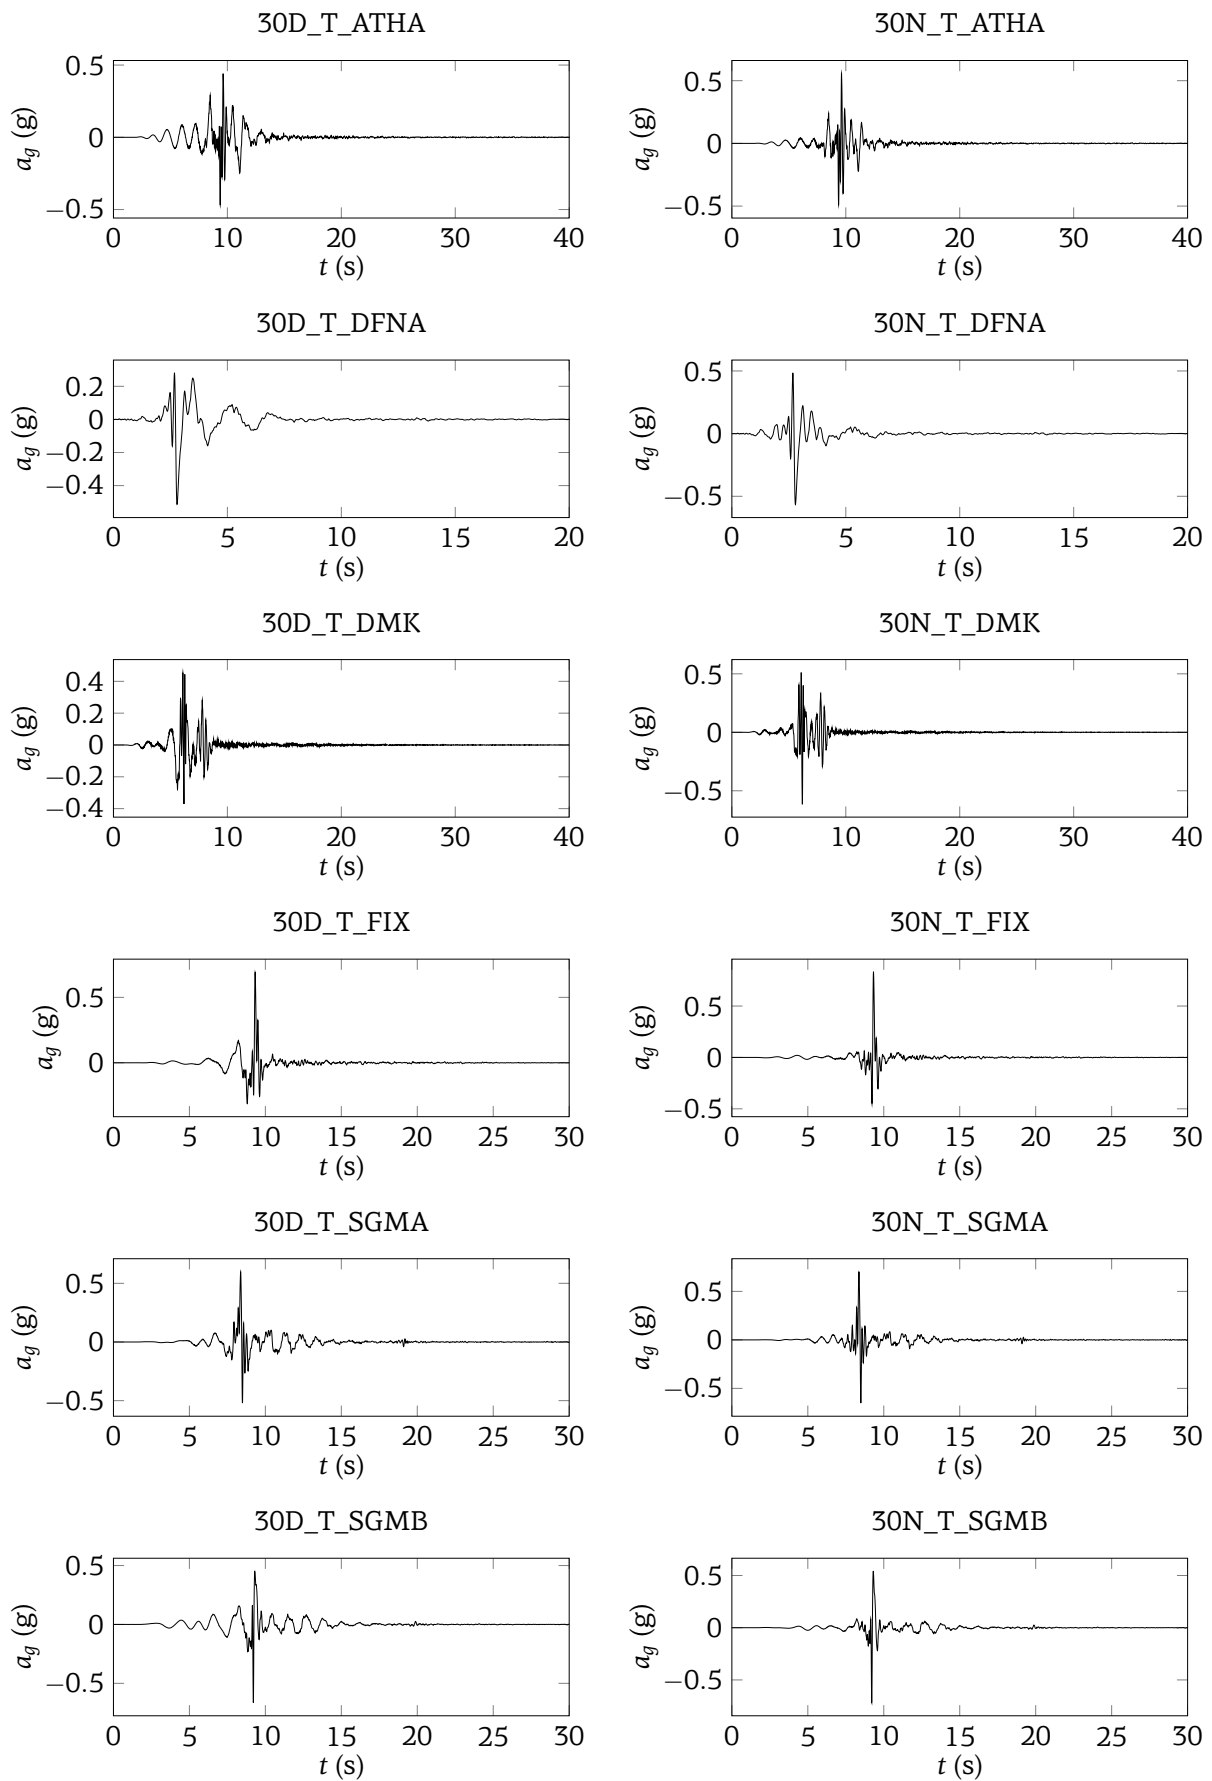 30D_T_ATHA
0.5
0
−0.5
a_g (g)
0 10 20 30 40
t (s)
30N_T_ATHA
0.5
0
−0.5
a_g (g)
0 10 20 30 40
t (s)
30D_T_DFNA
0.2
0
−0.2
−0.4
a_g (g)
0 5 10 15 20
t (s)
30N_T_DFNA
0.5
0
−0.5
a_g (g)
0 5 10 15 20
t (s)
30D_T_DMK
0.4
0.2
0
−0.2
−0.4
a_g (g)
0 10 20 30 40
t (s)
30N_T_DMK
0.5
0
−0.5
a_g (g)
0 10 20 30 40
t (s)
30D_T_FIX
0.5
0
a_g (g)
0 5 10 15 20 25 30
t (s)
30N_T_FIX
0.5
0
−0.5
a_g (g)
0 5 10 15 20 25 30
t (s)
30D_T_SGMA
0.5
0
−0.5
a_g (g)
0 5 10 15 20 25 30
t (s)
30N_T_SGMA
0.5
0
−0.5
a_g (g)
0 5 10 15 20 25 30
t (s)
30D_T_SGMB
0.5
0
−0.5
a_g (g)
0 5 10 15 20 25 30
t (s)
30N_T_SGMB
0.5
0
−0.5
a_g (g)
0 5 10 15 20 25 30
t (s)